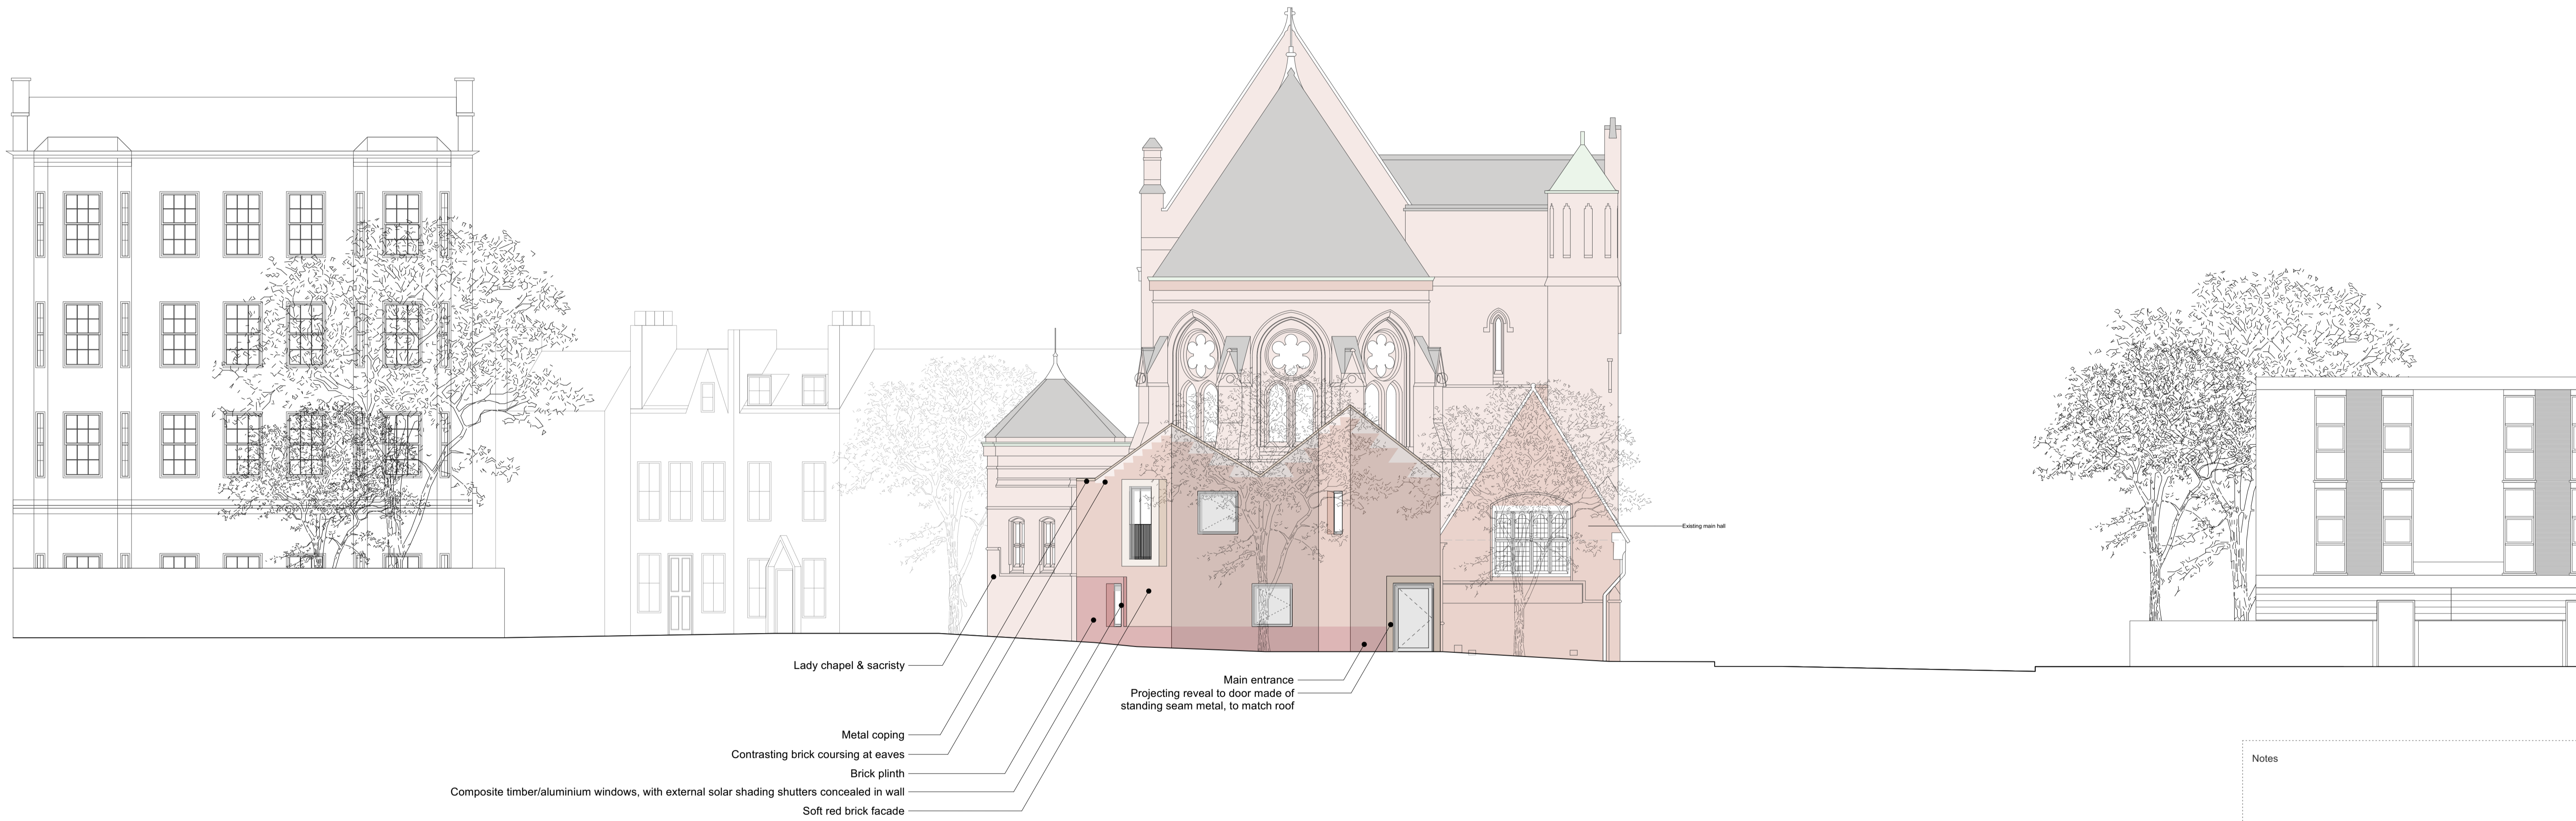 Existing main hall
Lady chapel & sacristy
Main entrance
Projecting reveal to door made of
standing seam metal, to match roof
Metal coping
Contrasting brick coursing at eaves
Brick plinth
Composite timber/aluminium windows, with external solar shading shutters concealed in wall
Soft red brick facade
Notes